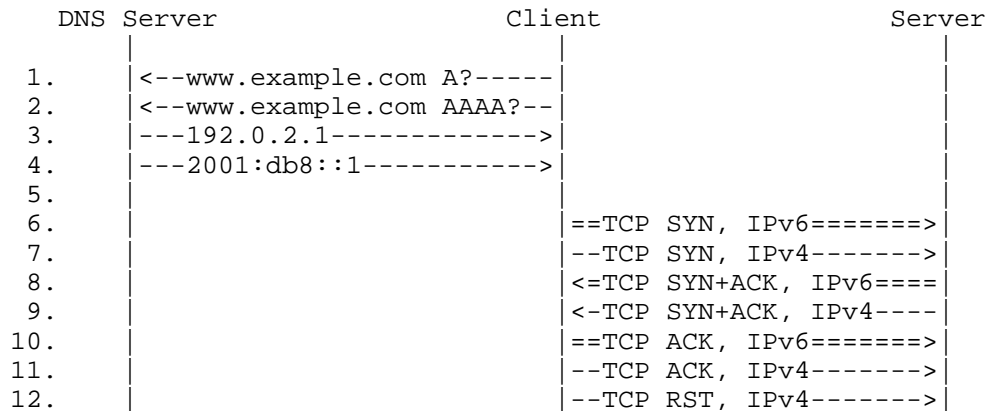 DNS Server                  Client                  Server
     |                          |                       |
1.   |<--www.example.com A?-----|                       |
2.   |<--www.example.com AAAA?--|                       |
3.   |---192.0.2.1------------->|                       |
4.   |---2001:db8::1----------->|                       |
5.   |                          |                       |
6.   |                          |==TCP SYN, IPv6=======>|
7.   |                          |--TCP SYN, IPv4------->|
8.   |                          |<=TCP SYN+ACK, IPv6====|
9.   |                          |<-TCP SYN+ACK, IPv4----|
10.  |                          |==TCP ACK, IPv6=======>|
11.  |                          |--TCP ACK, IPv4------->|
12.  |                          |--TCP RST, IPv4------->|